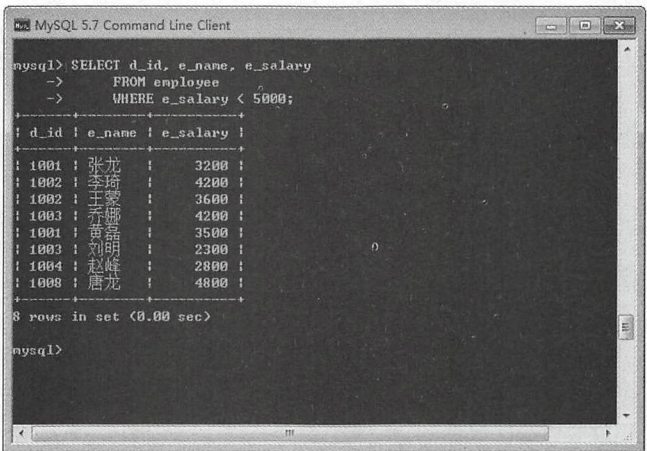 MySQL 5.7 Command Line Client
mysql> SELECT d_id, e_name, e_salary
    ->     FROM employee
    ->     WHERE e_salary < 5000;
+------+--------+----------+
| d_id | e_name | e_salary |
+------+--------+----------+
| 1001 | 张龙 | 3200 |
| 1002 | 李琦 | 4200 |
| 1002 | 王蒙 | 3600 |
| 1003 | 乔娜 | 4200 |
| 1001 | 黄磊 | 3500 |
| 1003 | 刘明 | 2300 |
| 1004 | 赵峰 | 2800 |
| 1008 | 唐龙 | 4800 |
+------+--------+----------+
8 rows in set (0.00 sec)
mysql>